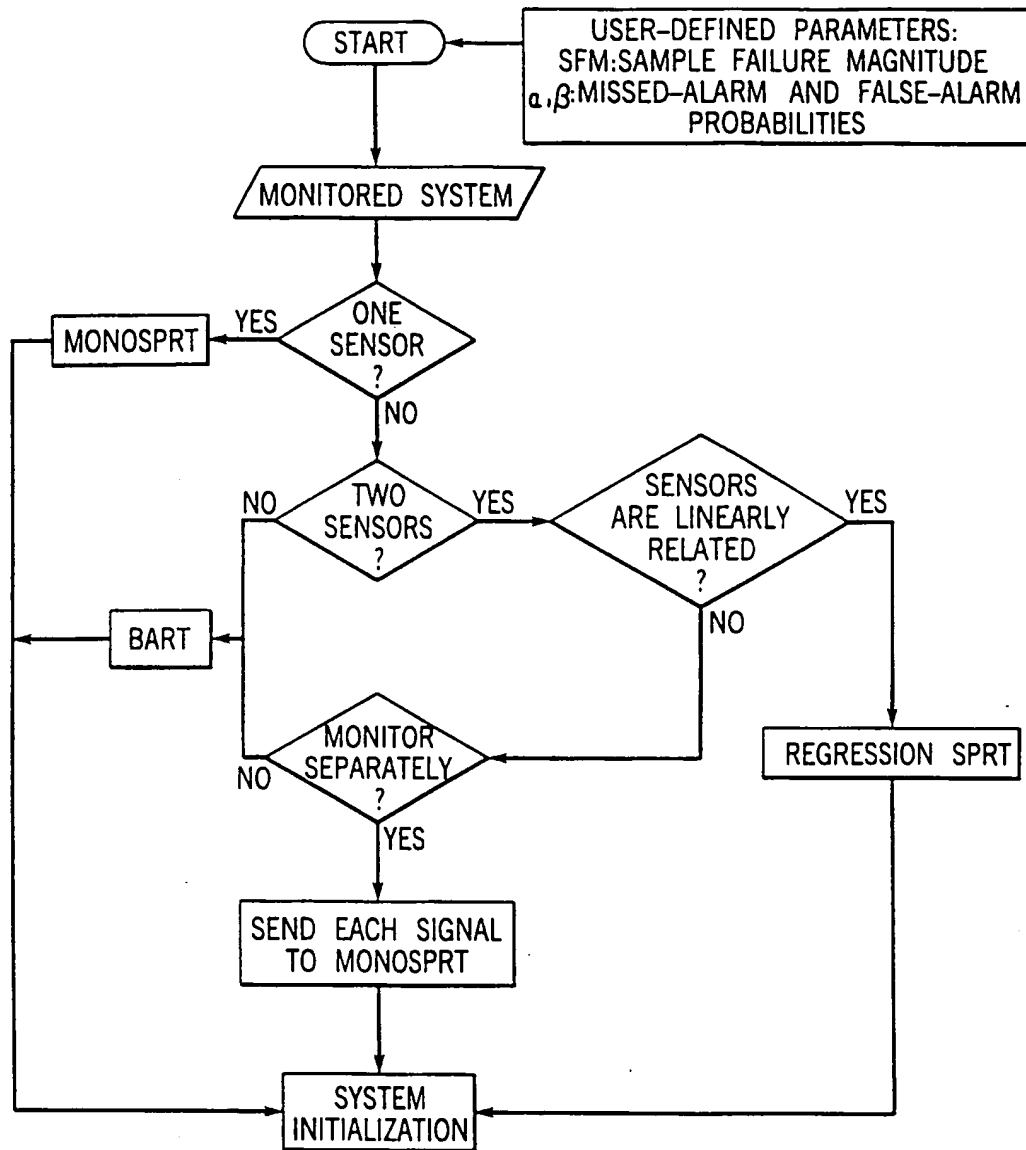 START
USER-DEFINED PARAMETERS:
SFM:SAMPLE FAILURE MAGNITUDE
α,β:MISSED-ALARM AND FALSE-ALARM
PROBABILITIES
MONITORED SYSTEM
ONE
SENSOR
?
YES
MONOSPRT
NO
TWO
SENSORS
?
NO
YES
SENSORS
ARE LINEARLY
RELATED
?
YES
NO
BART
MONITOR
SEPARATELY
?
NO
YES
REGRESSION SPRT
SEND EACH SIGNAL
TO MONOSPRT
SYSTEM
INITIALIZATION